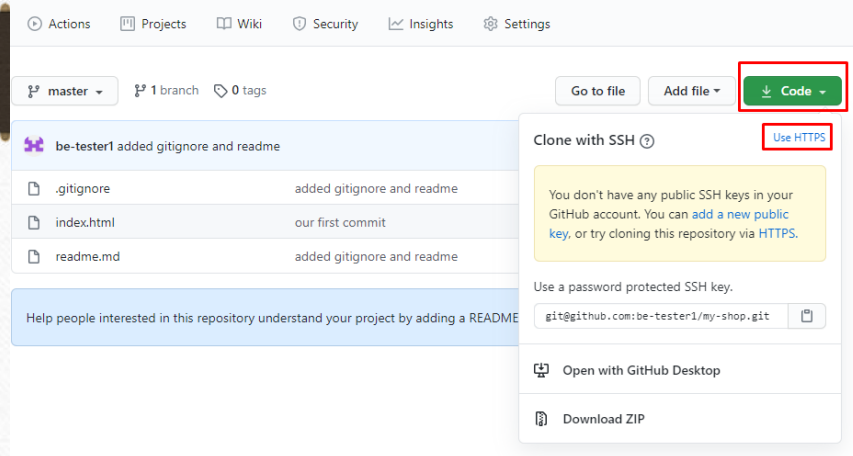 Actions Projects Wiki Security Insights Settings
master 1 branch 0 tags Go to file Add file Code
Clone with SSH Use HTTPS
be-tester1 added gitignore and readme
.gitignore added gitignore and readme
index.html our first commit
readme.md added gitignore and readme
You don't have any public SSH keys in your
GitHub account. You can add a new public
key, or try cloning this repository via HTTPS.
Use a password protected SSH key.
git@github.com:be-tester1/my-shop.git
Help people interested in this repository understand your project by adding a README
Open with GitHub Desktop
Download ZIP